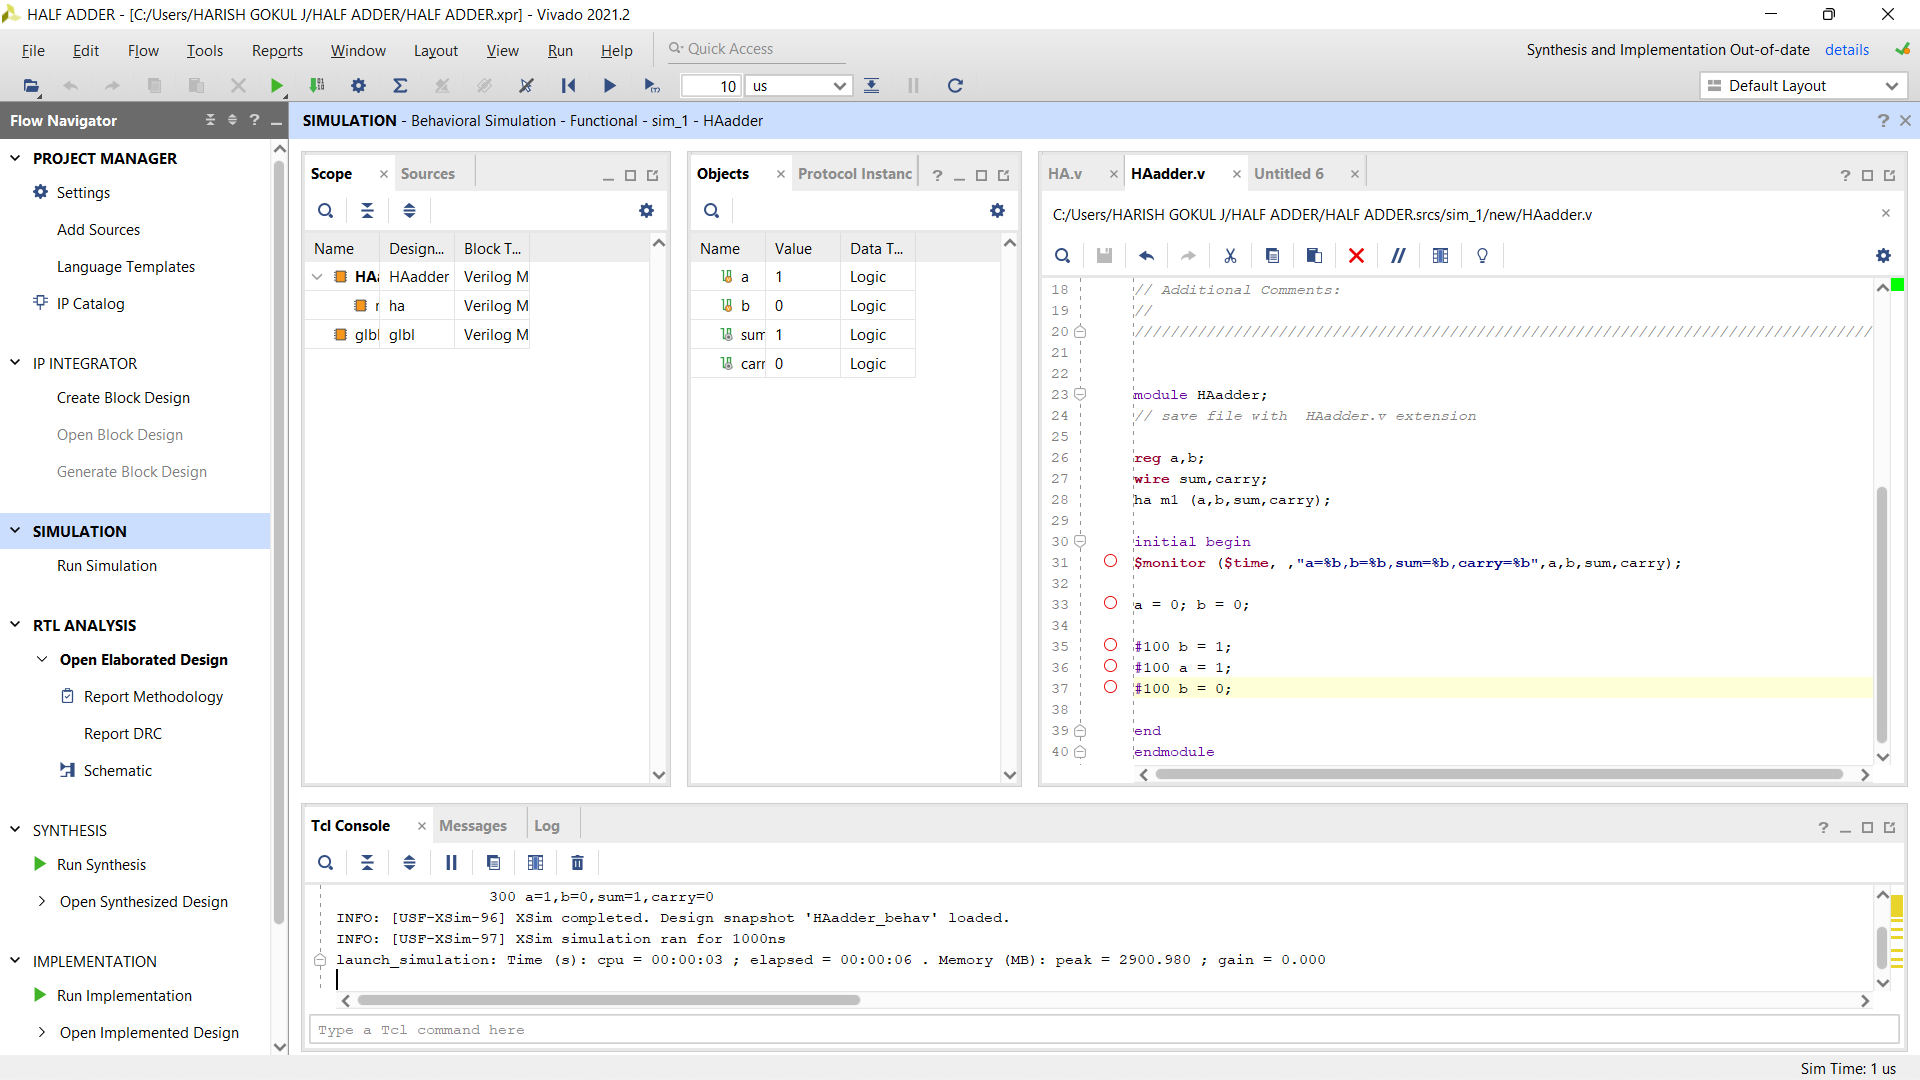 HALF ADDER - [C:/Users/HARISH GOKUL J/HALF ADDER/HALF ADDER.xpr] - Vivado 2021.2
File Edit Flow Tools Reports Window Layout View Run Help
Quick Access
Synthesis and Implementation Out-of-date details
10 us
Default Layout
Flow Navigator
PROJECT MANAGER
Settings
Add Sources
Language Templates
IP Catalog
IP INTEGRATOR
Create Block Design
Open Block Design
Generate Block Design
SIMULATION
Run Simulation
RTL ANALYSIS
Open Elaborated Design
Report Methodology
Report DRC
Schematic
SYNTHESIS
Run Synthesis
Open Synthesized Design
IMPLEMENTATION
Run Implementation
Open Implemented Design
SIMULATION - Behavioral Simulation - Functional - sim_1 - HAadder
Scope Sources
Name Design... Block T...
HAa HAadder Verilog M
ha Verilog M
glbl glbl Verilog M
Objects Protocol Instanc
Name Value Data T...
a 1 Logic
b 0 Logic
sum 1 Logic
carr 0 Logic
HA.v HAadder.v Untitled 6
C:/Users/HARISH GOKUL J/HALF ADDER/HALF ADDER.srcs/sim_1/new/HAadder.v
18 // Additional Comments:
19 //
20 //////////////////////////////////////////////////////////////////////////////////
21
22
23 module HAadder;
24 // save file with  HAadder.v extension
25
26 reg a,b;
27 wire sum,carry;
28 ha m1 (a,b,sum,carry);
29
30 initial begin
31 $monitor ($time, ,"a=%b,b=%b,sum=%b,carry=%b",a,b,sum,carry);
32
33 a = 0; b = 0;
34
35 #100 b = 1;
36 #100 a = 1;
37 #100 b = 0;
38
39 end
40 endmodule
Tcl Console Messages Log
300 a=1,b=0,sum=1,carry=0
INFO: [USF-XSim-96] XSim completed. Design snapshot 'HAadder_behav' loaded.
INFO: [USF-XSim-97] XSim simulation ran for 1000ns
launch_simulation: Time (s): cpu = 00:00:03 ; elapsed = 00:00:06 . Memory (MB): peak = 2900.980 ; gain = 0.000
Type a Tcl command here
Sim Time: 1 us